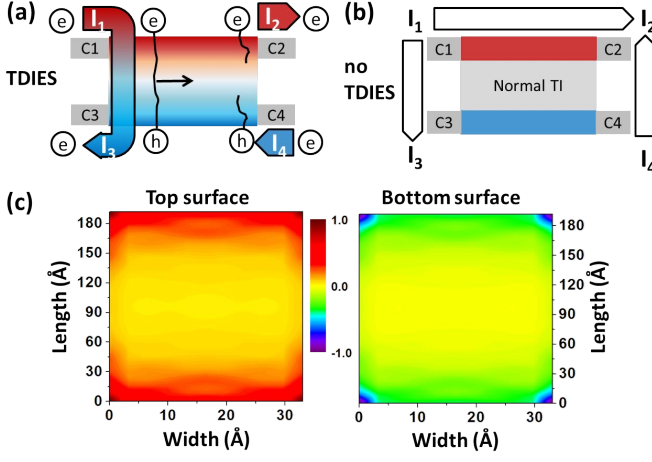 (a)
e I1 e I2 e
C1 C2
TDIES
C3 C4
e I3 h h I4 e
(b)
I1 I2
C1 C2
no
TDIES
Normal TI
C3 C4
I3 I4
(c)
Top surface
Bottom surface
Length (Å)
180
150
120
90
60
30
0
0 10 20 30
Width (Å)
1.0
0.0
-1.0
0 10 20 30
Width (Å)
180
150
120
90
60
30
0
Length (Å)